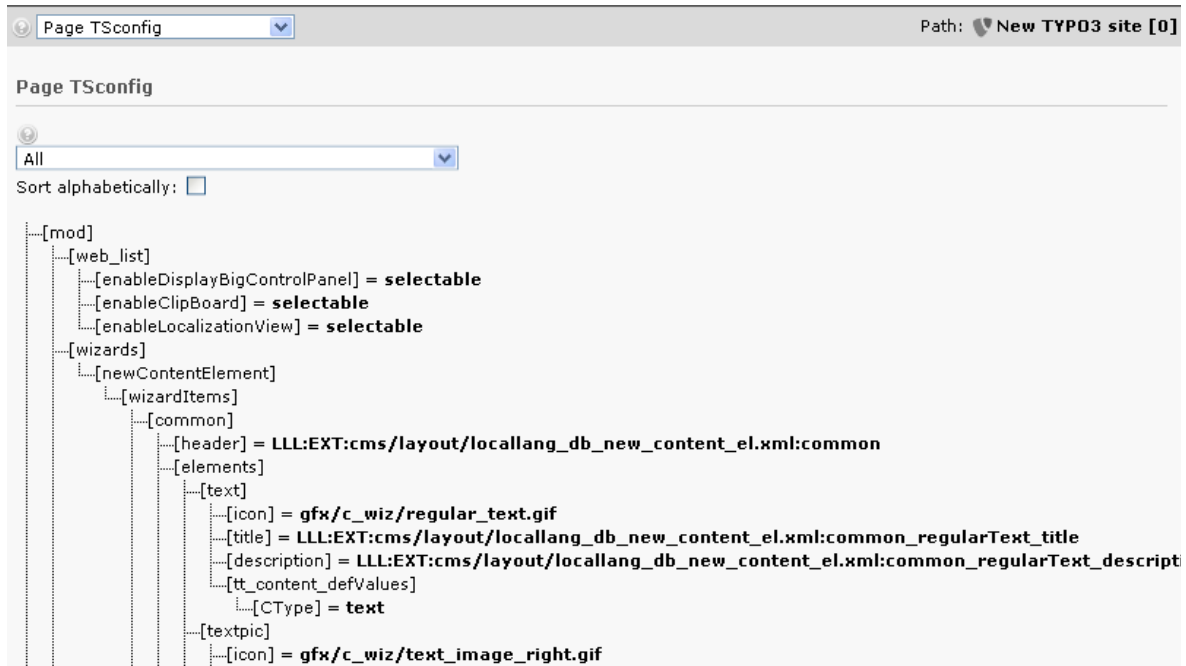 Page TSconfig Path: New TYPO3 site [0]
Page TSconfig
All
Sort alphabetically:
[mod]
[web_list]
[enableDisplayBigControlPanel] = selectable
[enableClipBoard] = selectable
[enableLocalizationView] = selectable
[wizards]
[newContentElement]
[wizardItems]
[common]
[header] = LLL:EXT:cms/layout/locallang_db_new_content_el.xml:common
[elements]
[text]
[icon] = gfx/c_wiz/regular_text.gif
[title] = LLL:EXT:cms/layout/locallang_db_new_content_el.xml:common_regularText_title
[description] = LLL:EXT:cms/layout/locallang_db_new_content_el.xml:common_regularText_descripti
[tt_content_defValues]
[CType] = text
[textpic]
[icon] = gfx/c_wiz/text_image_right.gif